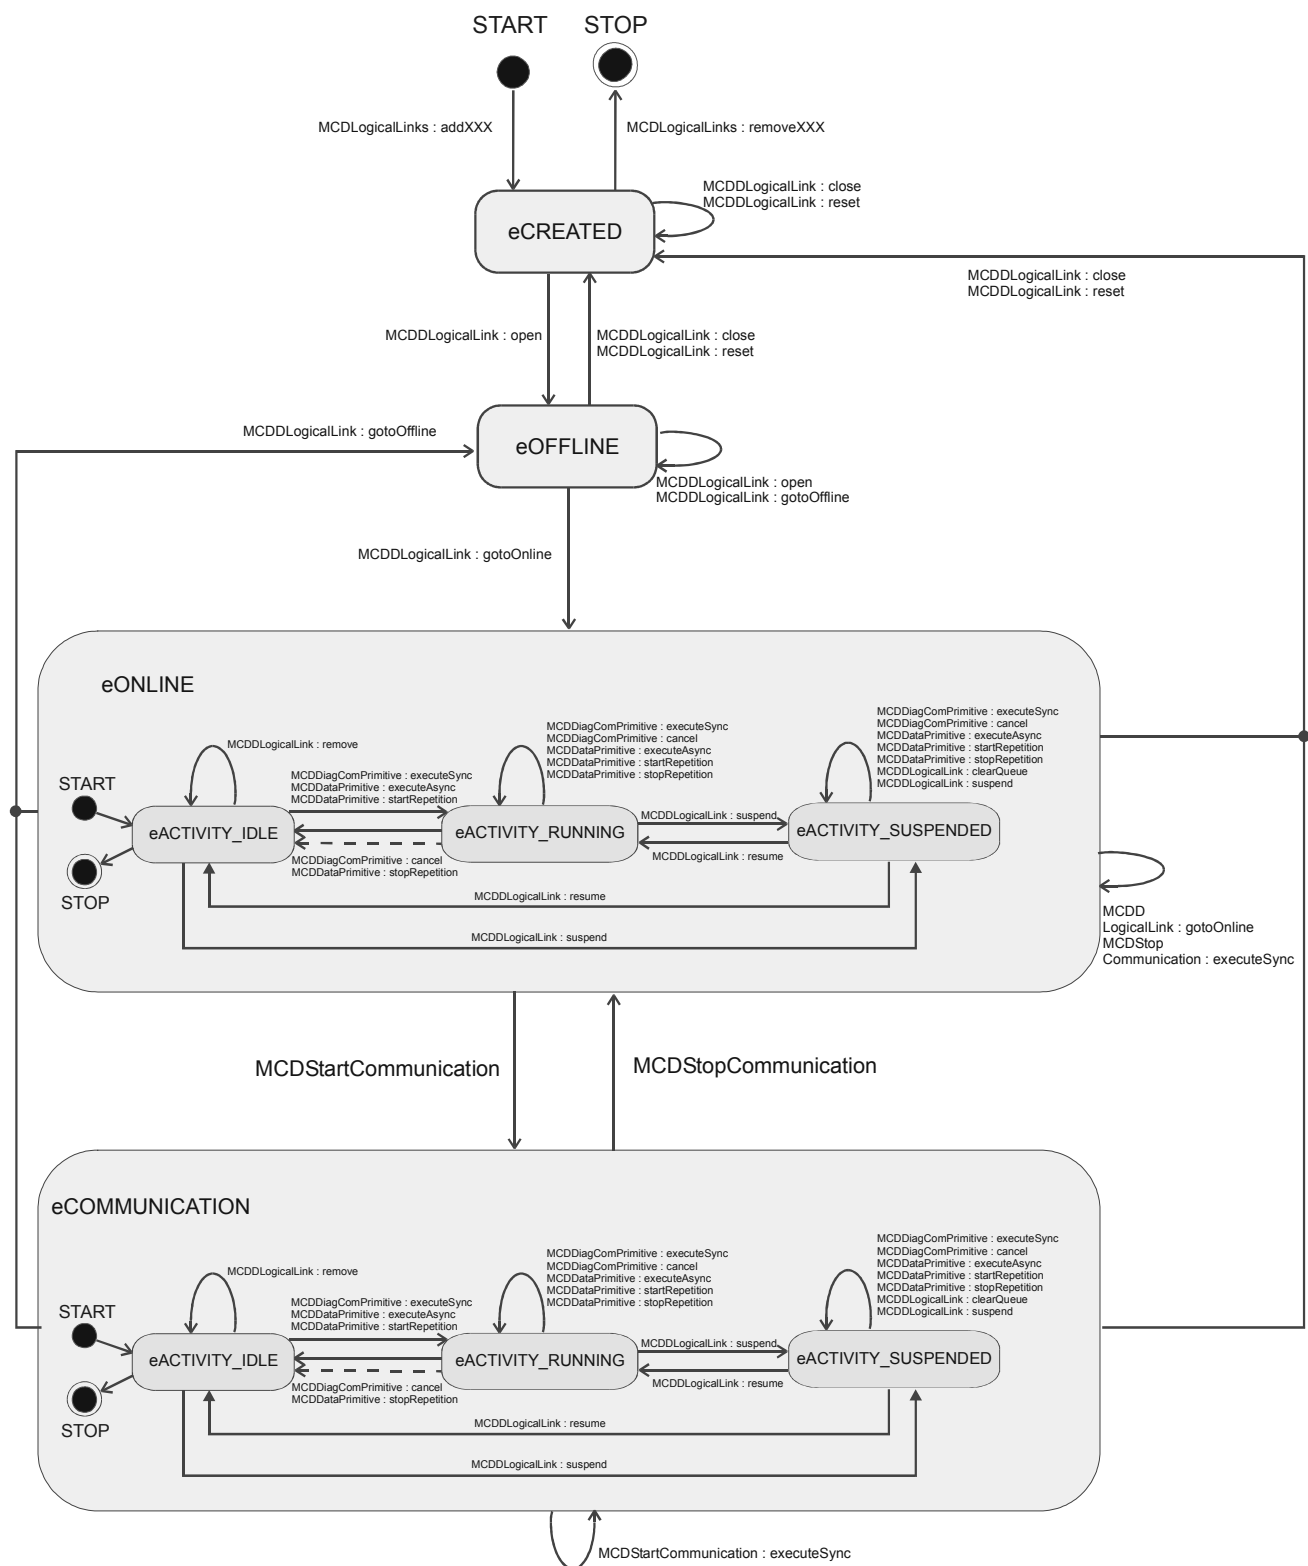 START
STOP
MCDLogicalLinks : addXXX
MCDLogicalLinks : removeXXX
MCDDLogicalLink : close
MCDDLogicalLink : reset
eCREATED
MCDDLogicalLink : close
MCDDLogicalLink : reset
MCDDLogicalLink : open
MCDDLogicalLink : close
MCDDLogicalLink : reset
MCDDLogicalLink : gotoOffline
eOFFLINE
MCDDLogicalLink : open
MCDDLogicalLink : gotoOffline
MCDDLogicalLink : gotoOnline
eONLINE
MCDDLogicalLink : remove
MCDDiagComPrimitive : executeSync
MCDDiagComPrimitive : cancel
MCDDataPrimitive : executeAsync
MCDDataPrimitive : startRepetition
MCDDataPrimitive : stopRepetition
MCDDiagComPrimitive : executeSync
MCDDiagComPrimitive : cancel
MCDDataPrimitive : executeAsync
MCDDataPrimitive : startRepetition
MCDDataPrimitive : stopRepetition
MCDDLogicalLink : clearQueue
MCDDLogicalLink : suspend
START
MCDDiagComPrimitive : executeSync
MCDDataPrimitive : executeAsync
MCDDataPrimitive : startRepetition
eACTIVITY_IDLE
eACTIVITY_RUNNING
MCDDLogicalLink : suspend
eACTIVITY_SUSPENDED
MCDDLogicalLink : resume
MCDDiagComPrimitive : cancel
MCDDataPrimitive : stopRepetition
STOP
MCDDLogicalLink : resume
MCDDLogicalLink : suspend
MCDD
LogicalLink : gotoOnline
MCDStop
Communication : executeSync
MCDStartCommunication
MCDStopCommunication
eCOMMUNICATION
MCDDLogicalLink : remove
MCDDiagComPrimitive : executeSync
MCDDiagComPrimitive : cancel
MCDDataPrimitive : executeAsync
MCDDataPrimitive : startRepetition
MCDDataPrimitive : stopRepetition
MCDDiagComPrimitive : executeSync
MCDDiagComPrimitive : cancel
MCDDataPrimitive : executeAsync
MCDDataPrimitive : startRepetition
MCDDataPrimitive : stopRepetition
MCDDLogicalLink : clearQueue
MCDDLogicalLink : suspend
START
MCDDiagComPrimitive : executeSync
MCDDataPrimitive : executeAsync
MCDDataPrimitive : startRepetition
eACTIVITY_IDLE
eACTIVITY_RUNNING
MCDDLogicalLink : suspend
eACTIVITY_SUSPENDED
MCDDLogicalLink : resume
MCDDiagComPrimitive : cancel
MCDDataPrimitive : stopRepetition
STOP
MCDDLogicalLink : resume
MCDDLogicalLink : suspend
MCDStartCommunication : executeSync